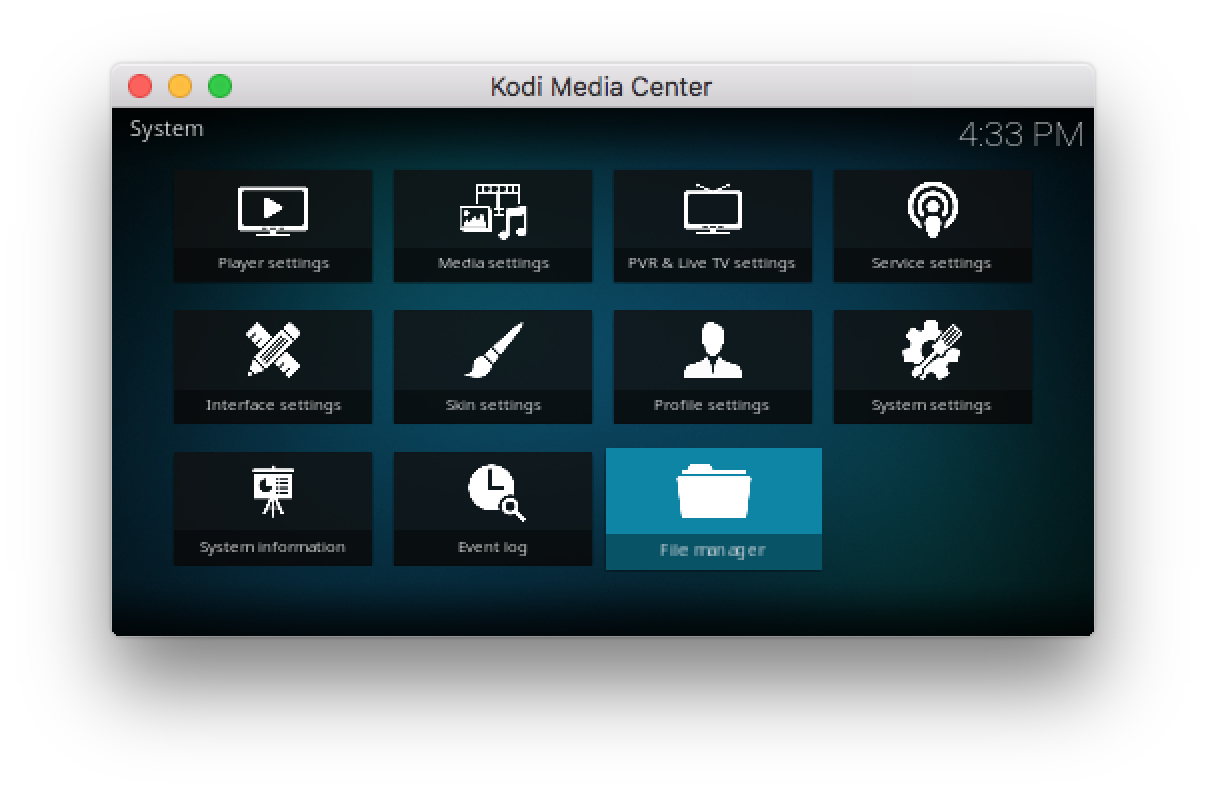 Kodi Media Center
System
4:33 PM
Player settings
Media settings
PVR & Live TV settings
Service settings
Interface settings
Skin settings
Profile settings
System settings
System information
Event log
File manager